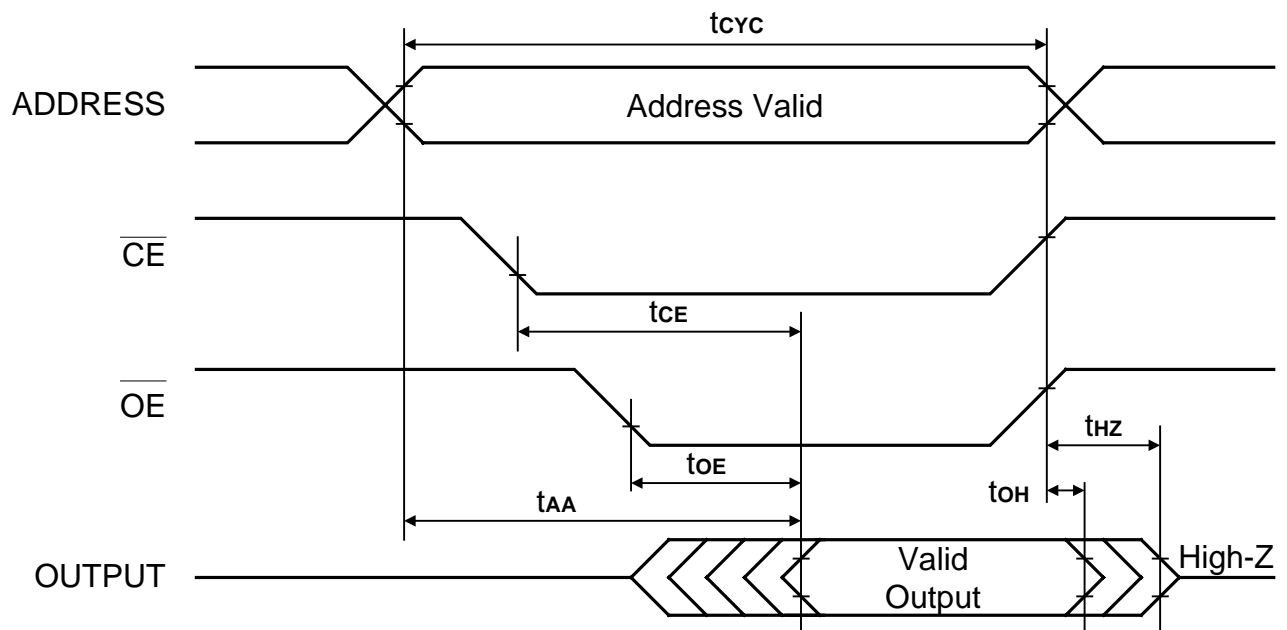 tCYC
ADDRESS
Address Valid
CE
tCE
OE
tHZ
tOE
tOH
tAA
OUTPUT
Valid
Output
High-Z